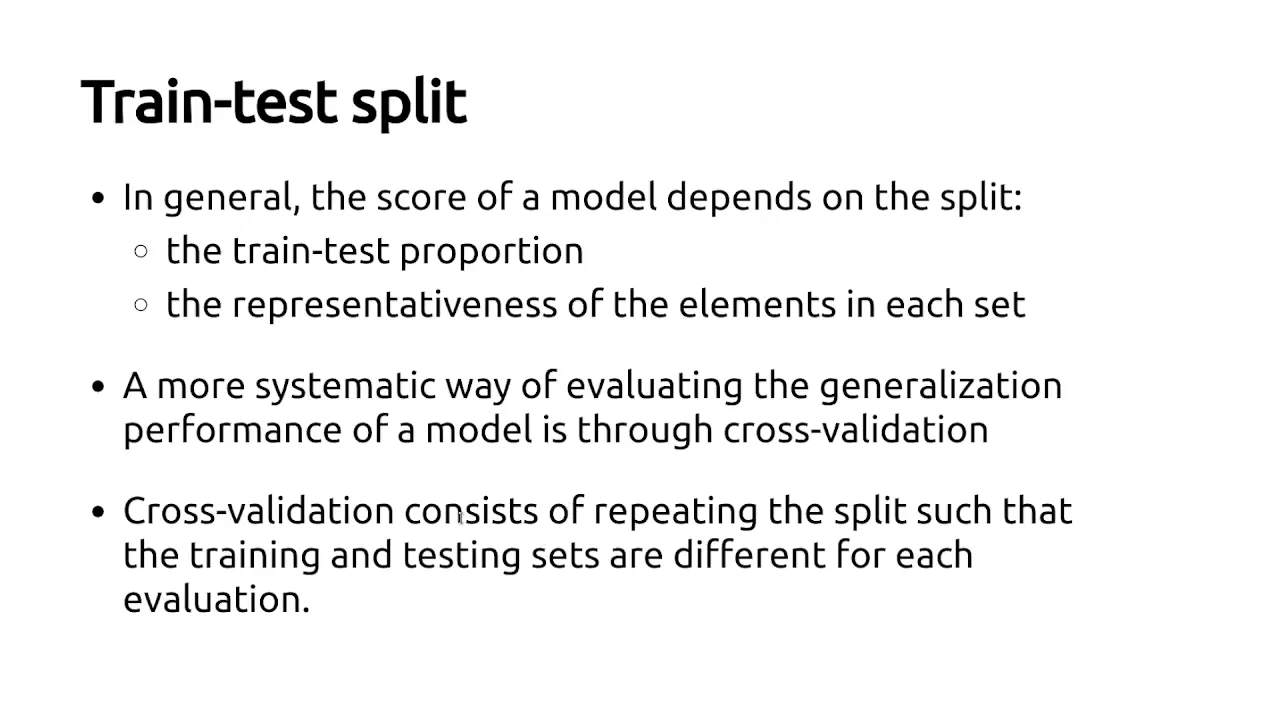 Train-test split
• In general, the score of a model depends on the split:
○ the train-test proportion
○ the representativeness of the elements in each set
• A more systematic way of evaluating the generalization
performance of a model is through cross-validation
• Cross-validation consists of repeating the split such that
the training and testing sets are different for each
evaluation.